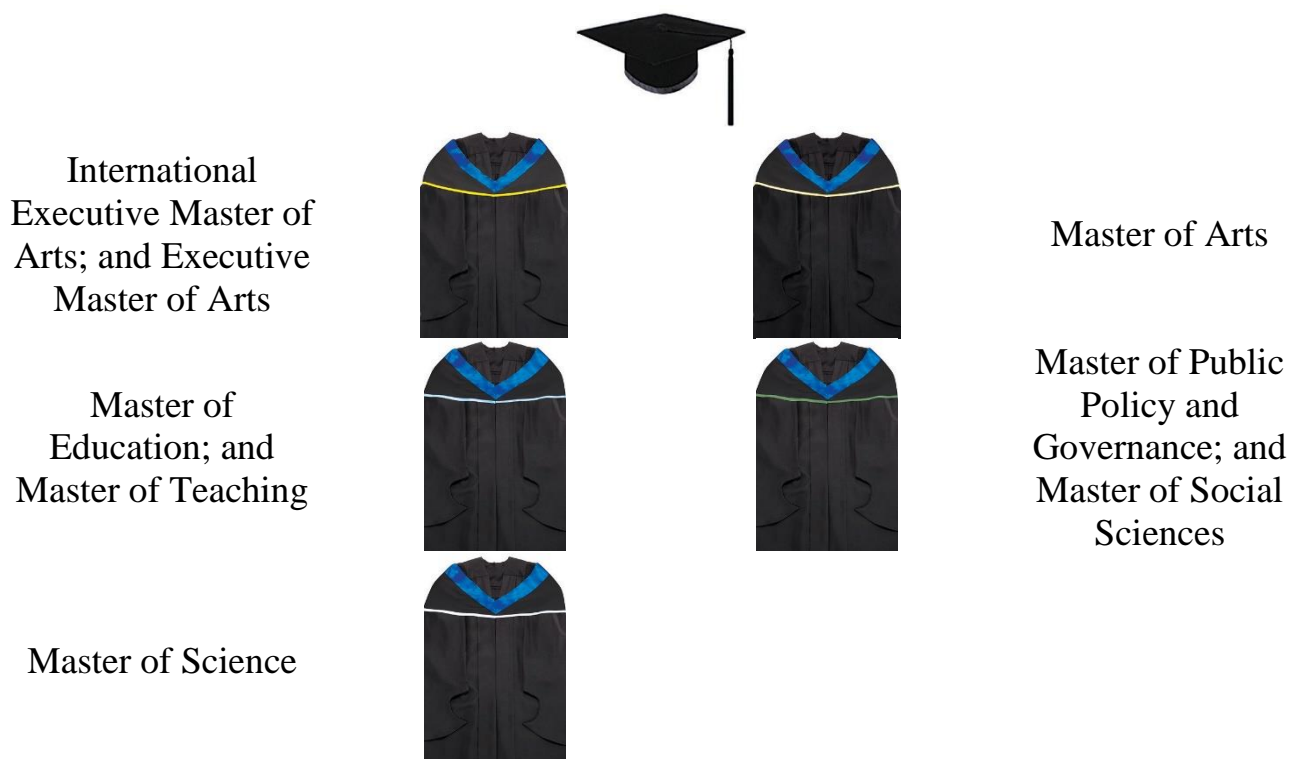 International
Executive Master of
Arts; and Executive
Master of Arts
Master of Arts
Master of
Education; and
Master of Teaching
Master of Public
Policy and
Governance; and
Master of Social
Sciences
Master of Science